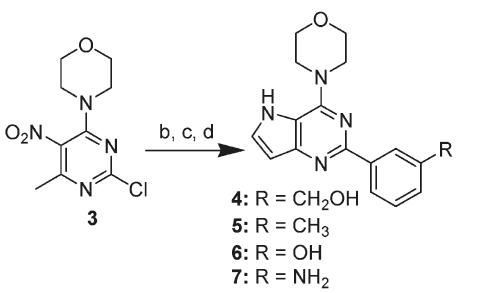 O
N
O₂N
N
N
Cl
3
b, c, d
O
N
H
N
N
N
R
4: R = CH₂OH
5: R = CH₃
6: R = OH
7: R = NH₂